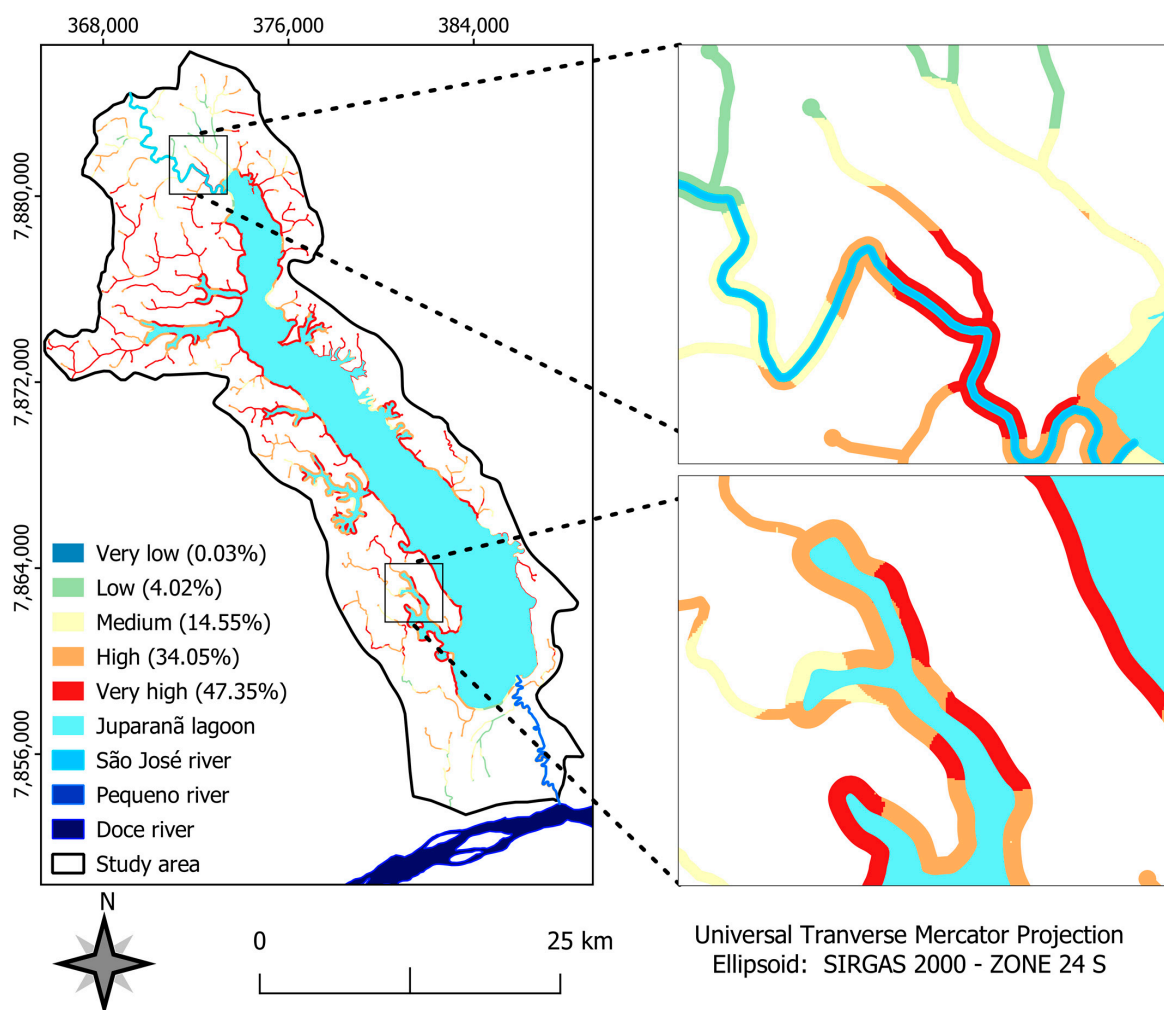 368,000
376,000
384,000
7,880,000
7,872,000
7,864,000
7,856,000
Very low (0.03%)
Low (4.02%)
Medium (14.55%)
High (34.05%)
Very high (47.35%)
Juparanã lagoon
São José river
Pequeno river
Doce river
Study area
N
0
25 km
Universal Tranverse Mercator Projection
Ellipsoid: SIRGAS 2000 - ZONE 24 S